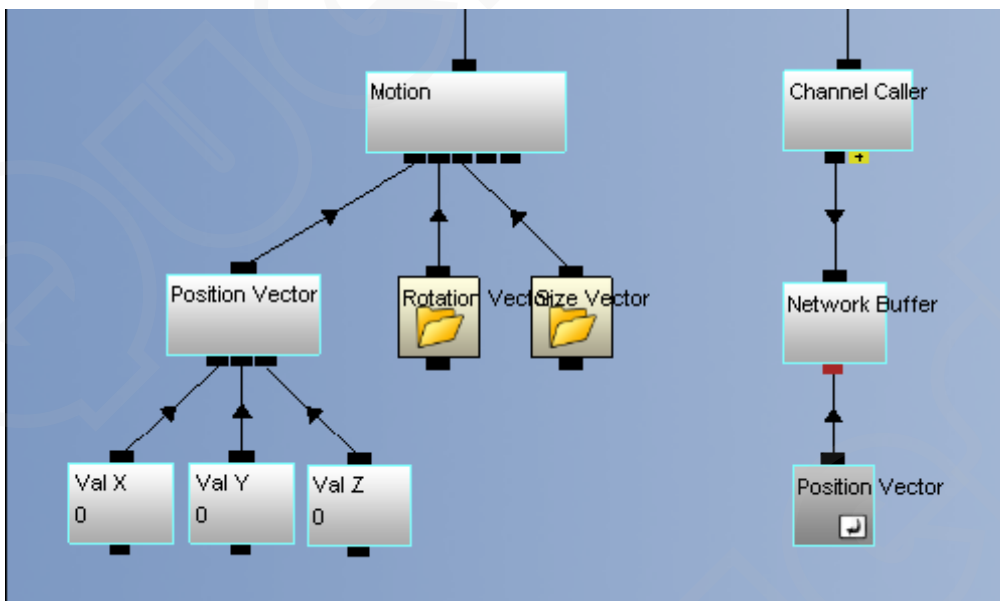 Motion
Channel Caller
+
Position Vector
Rotation Vector
Size Vector
Network Buffer
Val X
0
Val Y
0
Val Z
0
Position Vector